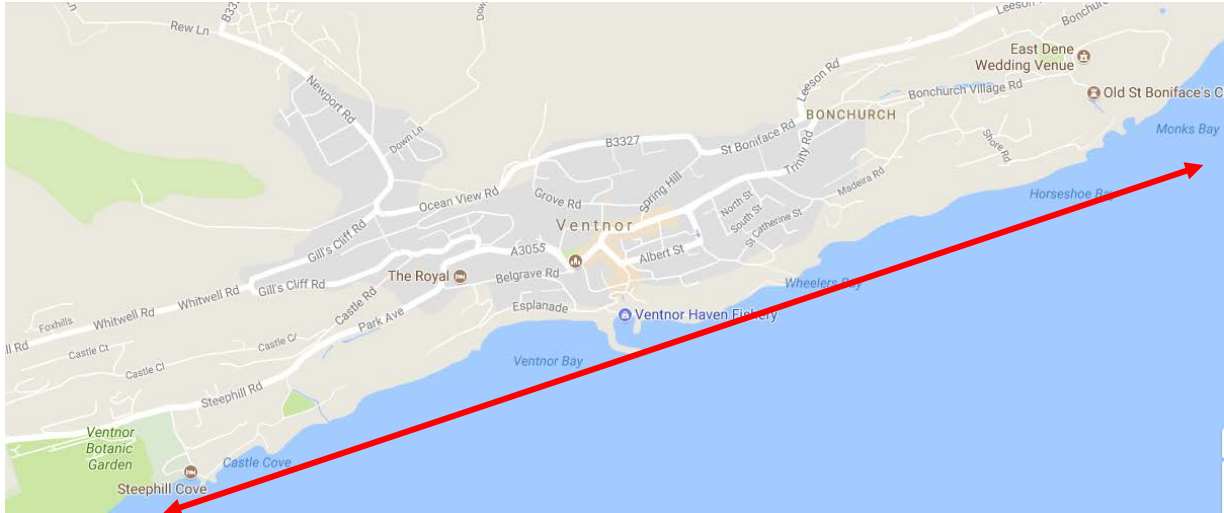 B33
Rew Ln
Down
Leeson Rd
Bonchurch
East Dene
Wedding Venue
Newport Rd
Leeson Rd
Bonchurch Village Rd
Old St Boniface's C
BONCHURCH
Monks Bay
Down Ln
B3327
St Boniface Rd
Trinity Rd
Shore Rd
Ocean View Rd
Grove Rd
Spring Hill
Madeira Rd
Horseshoe Bay
North St
South St
St Catherine St
Ventnor
Gill's Cliff Rd
A3055
Albert St
The Royal
Belgrave Rd
Whitwell Rd
Gill's Cliff Rd
Wheelers Bay
Castle Rd
Esplanade
Whitwell Rd
Foxhills
Park Ave
Ventnor Haven Fishery
ll Rd
Castle Cl
Castle Ct
Ventnor Bay
Castle Cl
Steephill Rd
Ventnor
Botanic
Garden
Castle Cove
Steephill Cove